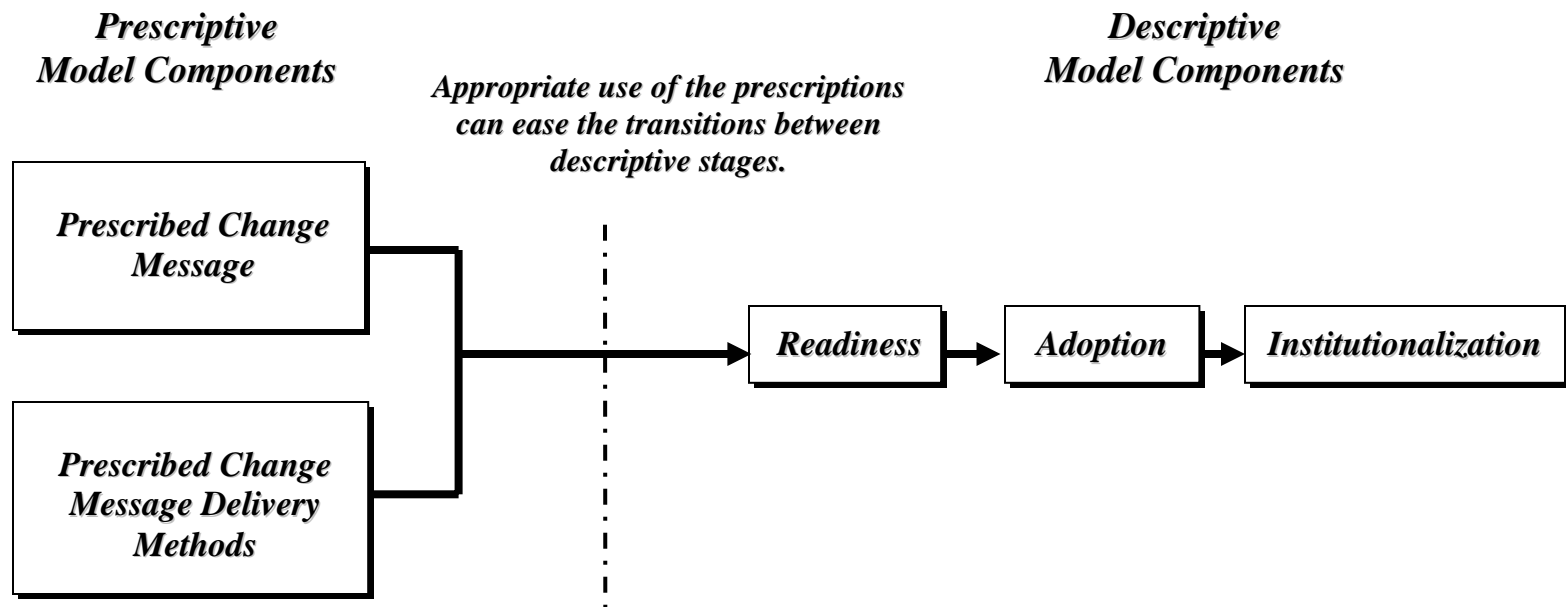 Prescriptive
Model Components
Descriptive
Model Components
Appropriate use of the prescriptions
can ease the transitions between
descriptive stages.
Prescribed Change
Message
Prescribed Change
Message Delivery
Methods
Readiness
Adoption
Institutionalization